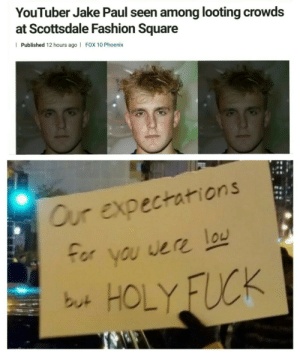 YouTuber Jake Paul seen among looting crowds
at Scottsdale Fashion Square
| Published 12 hours ago | FOX 10 Phoenix
Our expectations
for you were low
but HOLY FUCK